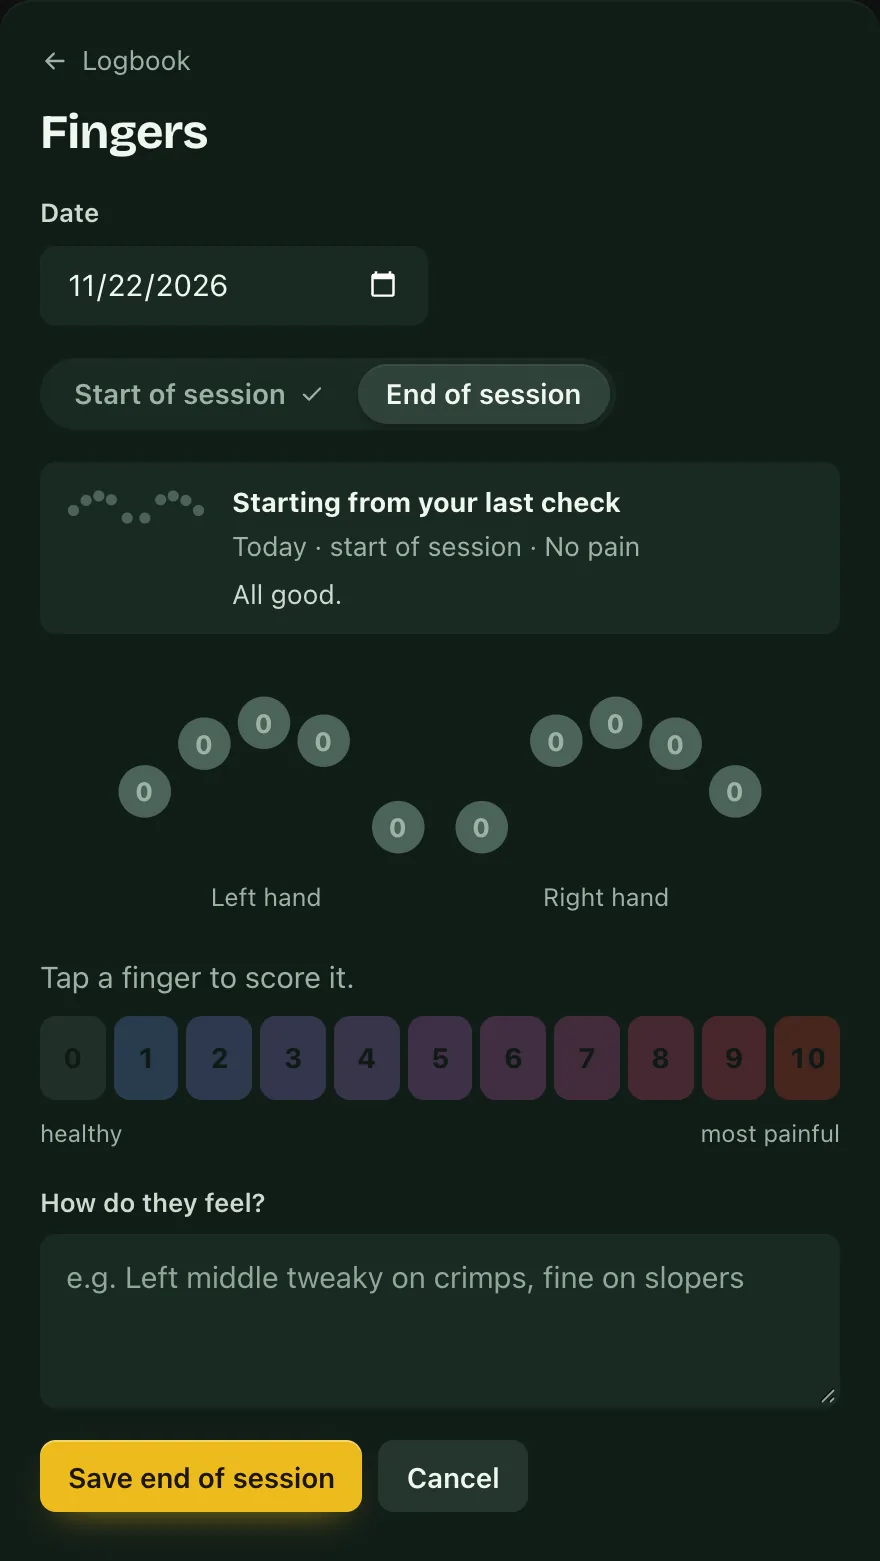 ← Logbook
Fingers
Date
11/22/2026
Start of session ✓ End of session
Starting from your last check
Today · start of session · No pain
All good.
0 0 0 0 0 0 0 0 0 0
Left hand Right hand
Tap a finger to score it.
0 1 2 3 4 5 6 7 8 9 10
healthy most painful
How do they feel?
e.g. Left middle tweaky on crimps, fine on slopers
Save end of session Cancel